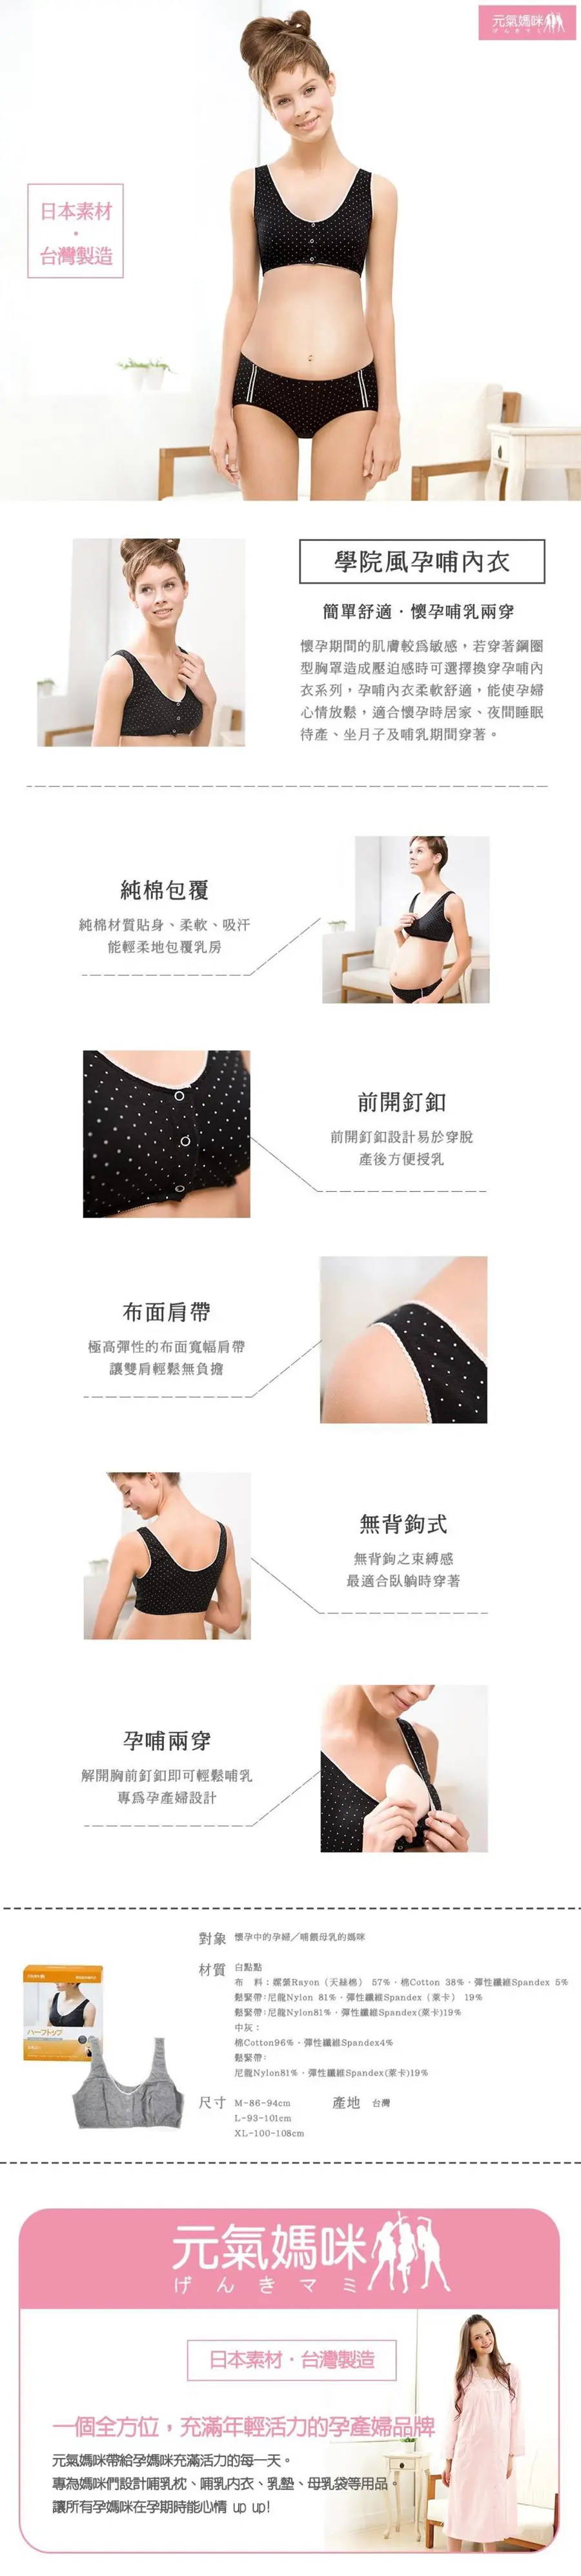 元氣媽咪
げんきマミ
日本素材
・
台灣製造
學院風孕哺內衣
簡單舒適・懷孕哺乳兩穿
懷孕期間的肌膚較為敏感，若穿著鋼圈
型胸罩造成壓迫感時可選擇換穿孕哺內
衣系列，孕哺內衣柔軟舒適，能使孕婦
心情放鬆，適合懷孕時居家、夜間睡眠
待產、坐月子及哺乳期間穿著。
純棉包覆
純棉材質貼身、柔軟、吸汗
能輕柔地包覆乳房
前開釘釦
前開釘釦設計易於穿脫
產後方便授乳
布面肩帶
極高彈性的布面寬幅肩帶
讓雙肩輕鬆無負擔
無背鉤式
無背鉤之束縛感
最適合臥躺時穿著
孕哺兩穿
解開胸前釘釦即可輕鬆哺乳
專為孕產婦設計
對象 懷孕中的孕婦／哺餵母乳的媽咪
材質 白點點
布 料：嫘縈Rayon（天絲棉） 57%・棉Cotton 38%・彈性纖維Spandex 5%
鬆緊帶：尼龍Nylon 81%・彈性纖維Spandex（萊卡） 19%
鬆緊帶：尼龍Nylon81%・彈性纖維Spandex(萊卡)19%
中灰：
棉Cotton96%・彈性纖維Spandex4%
鬆緊帶：
尼龍Nylon81%・彈性纖維Spandex(萊卡)19%
ハーフトップ
尺寸 M-86-94cm 產地 台灣
L-93-101cm
XL-100-108cm
元氣媽咪
げんきマミ
日本素材・台灣製造
一個全方位，充滿年輕活力的孕產婦品牌
元氣媽咪帶給孕媽咪充滿活力的每一天。
專為媽咪們設計哺乳枕、哺乳內衣、乳墊、母乳袋等用品。
讓所有孕媽咪在孕期時能心情 up up!